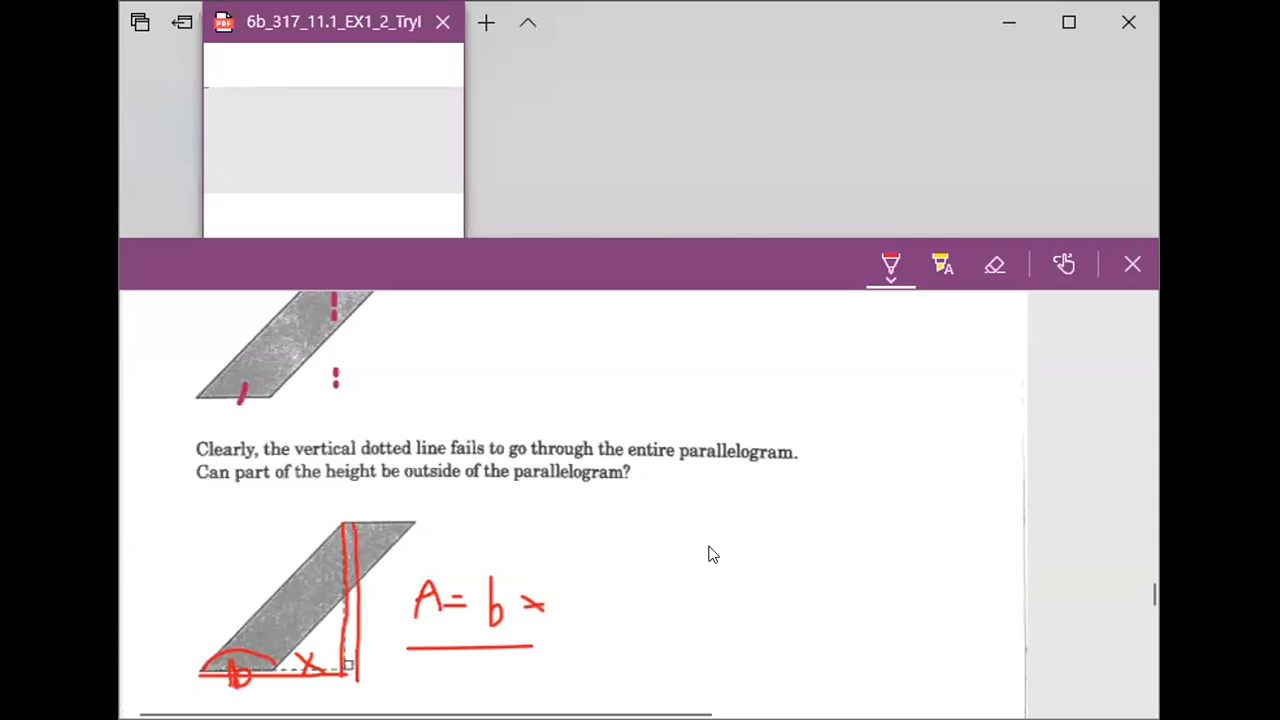 6b_317_11.1_EX1_2_TryI
Clearly, the vertical dotted line fails to go through the entire parallelogram.
Can part of the height be outside of the parallelogram?
A = b ×
b ×